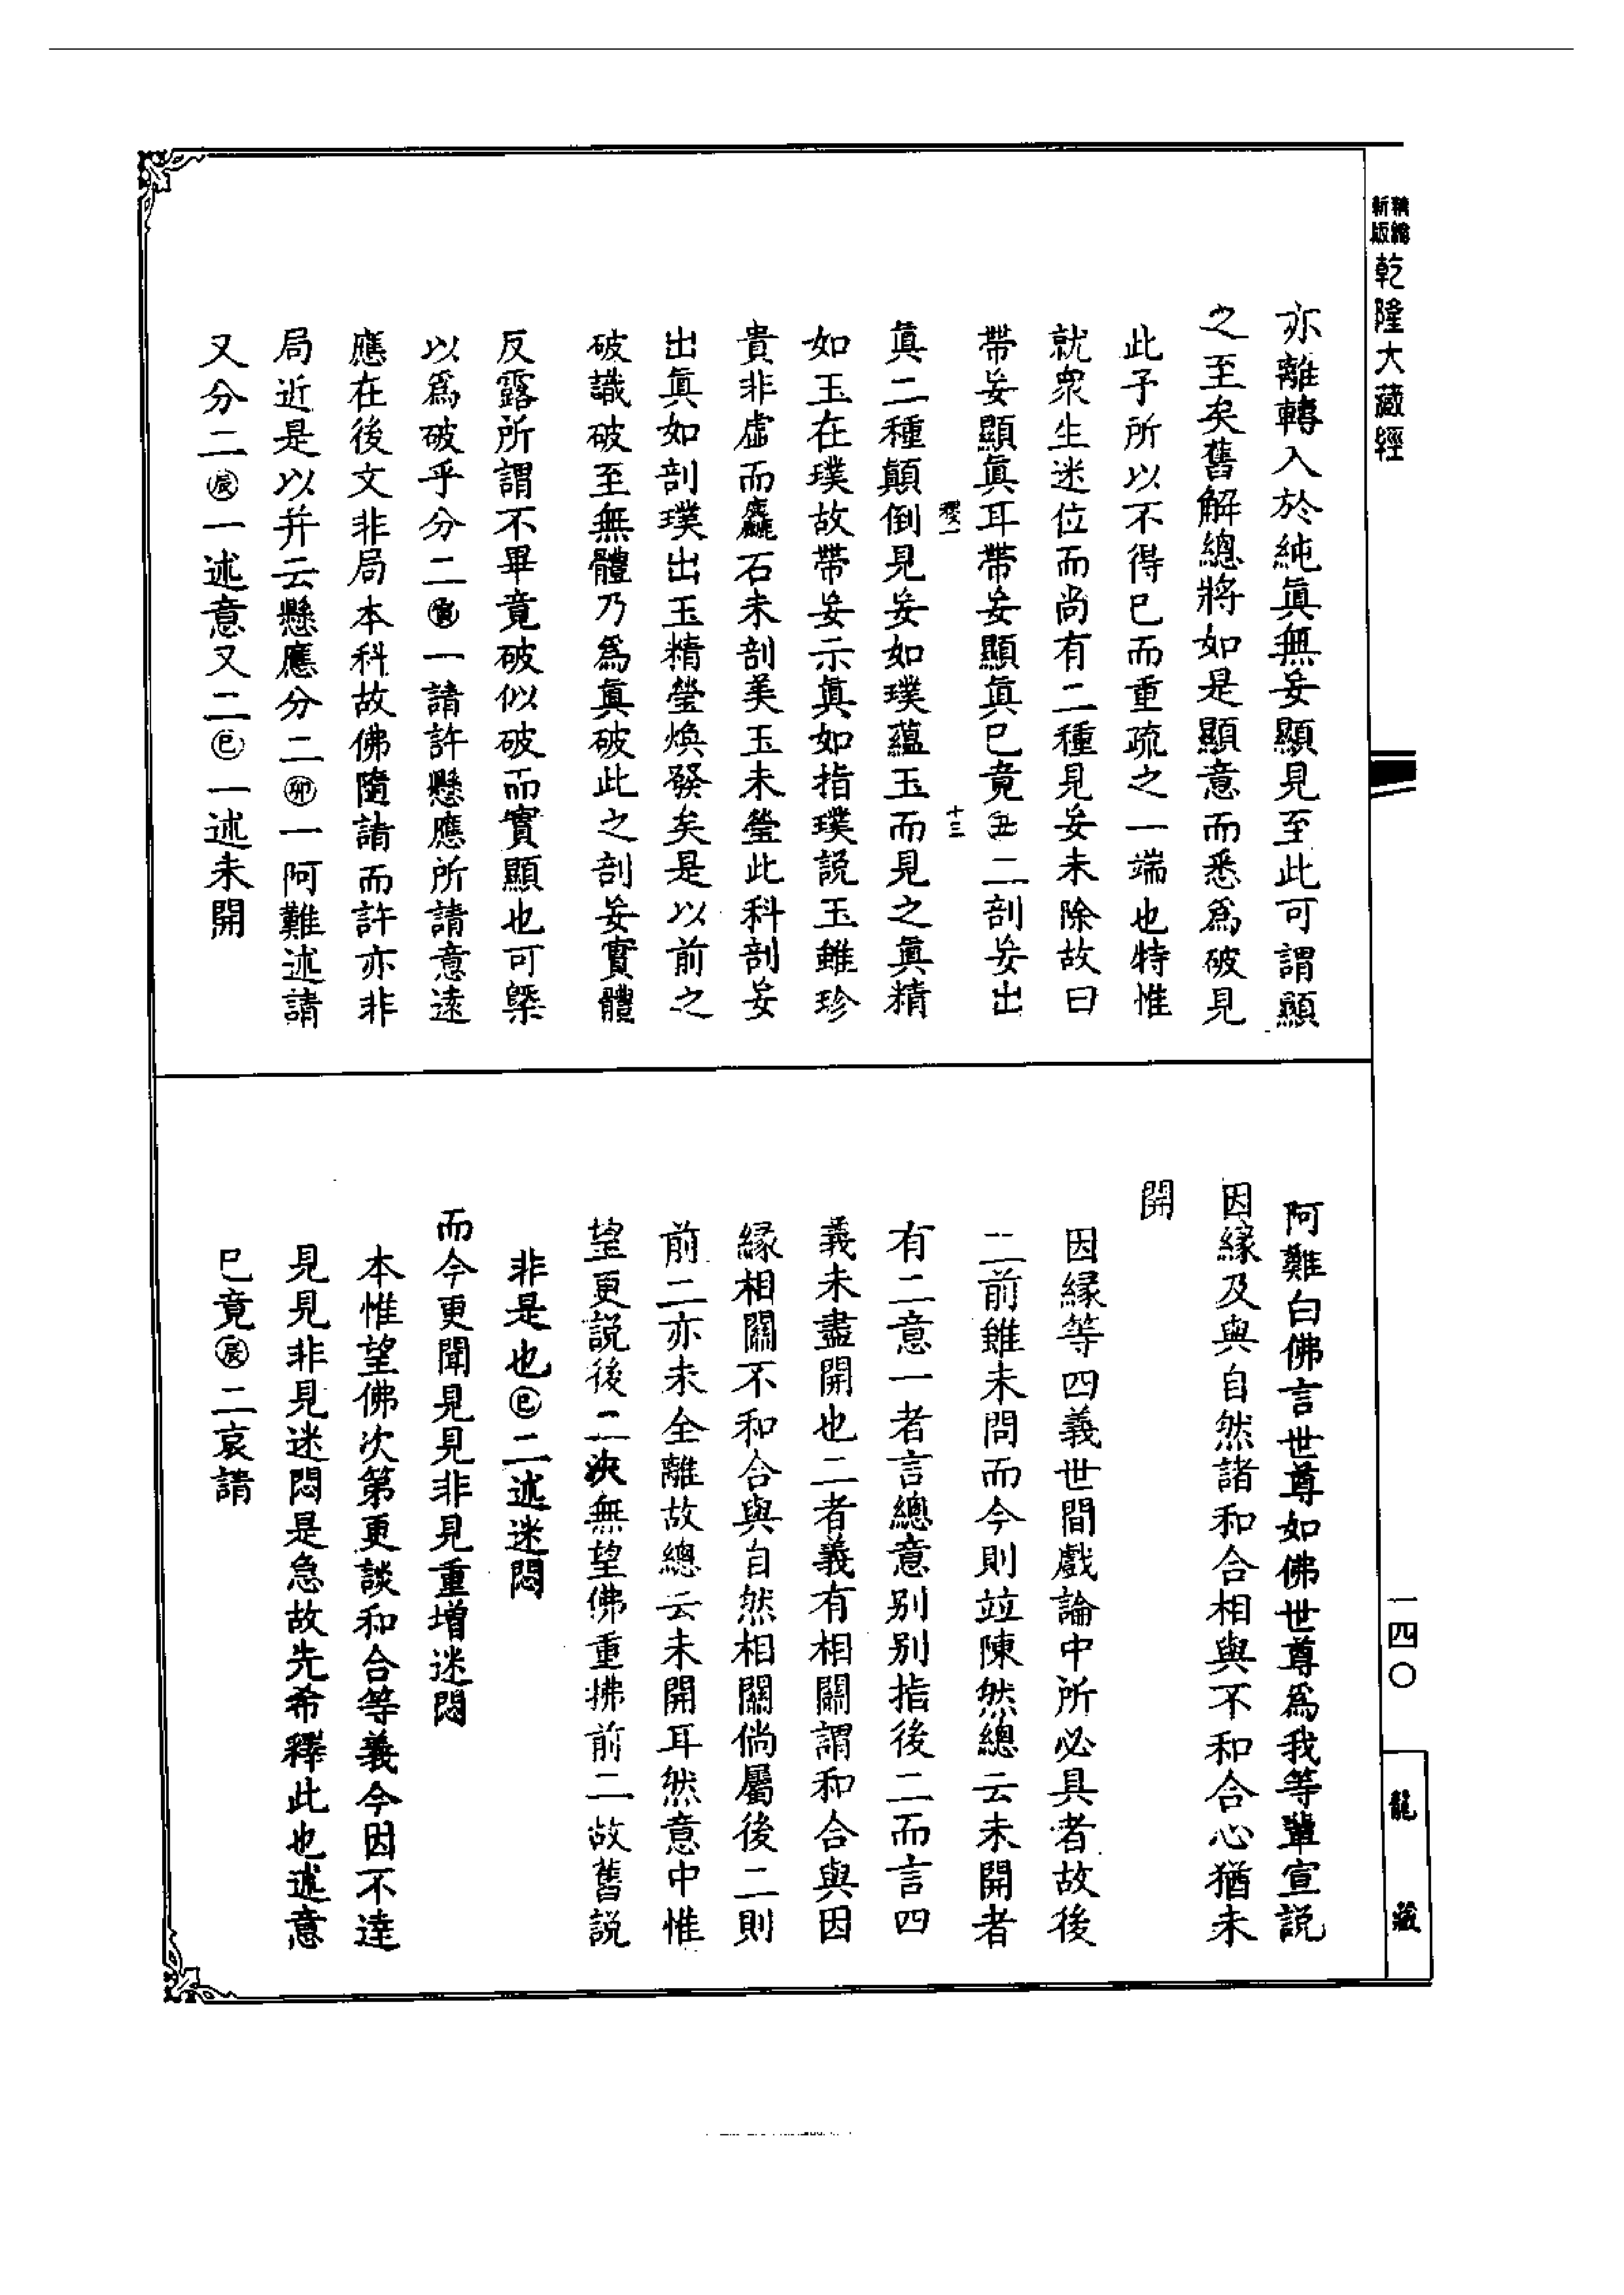 精縮
新版
乾隆大藏經
亦離轉入於純眞無妄顯見至此可謂顯
之至矣舊解總將如是顯意而悉爲破見
此予所以不得已而重疏之一端也特惟
就衆生迷位而尚有二種見妄未除故曰
帶妄顯眞耳帶妄顯眞已竟㊄二剖妄出
十三
眞二種顛倒見妄如璞蘊玉而見之眞精
如玉在璞故帶妄示眞如指璞説玉雖珍
貴非虛而麤石未剖美玉未瑩此科剖妄
出眞如剖璞出玉精瑩煥發矣是以前之
破識破至無體乃爲眞破此之剖妄實體
反露所謂不畢竟破似破而實顯也可槩
以爲破乎分二寅一請許懸應所請意遠
應在後文非局本科故佛隨請而許亦非
局近是以并云懸應分二卯一阿難述請
又分二辰一述意又二巳一述未開
阿難白佛言世尊如佛世尊爲我等輩宣説
因緣及與自然諸和合相與不和合心猶未
開
因緣等四義世間戲論中所必具者故後
二前雖未問而今則竝陳然總云未開者
有二意一者言總意別別指後二而言四
義未盡開也二者義有相關謂和合與因
緣相關不和合與自然相關倘屬後二則
前二亦未全離故總云未開耳然意中惟
望更説後二決無望佛重拂前二故舊説
非是也巳二述迷悶
而今更聞見見非見重增迷悶
本惟望佛次第更談和合等義今因不達
見見非見迷悶是急故先希釋此也述意
已竟辰二哀請
一四〇
龍藏